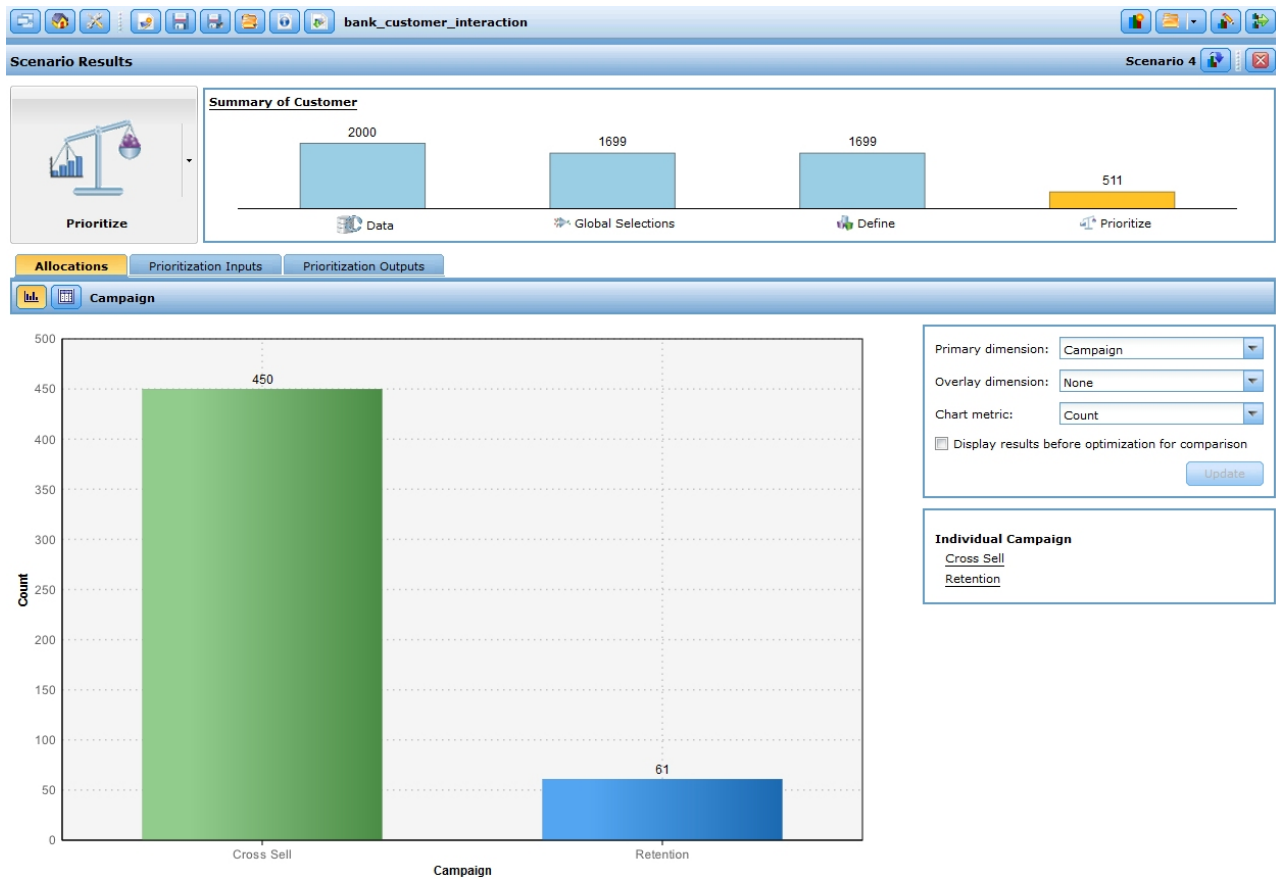 bank_customer_interaction
Scenario Results
Scenario 4
Prioritize
Summary of Customer
2000
1699
1699
511
Data
Global Selections
Define
Prioritize
Allocations
Prioritization Inputs
Prioritization Outputs
Campaign
500
450
400
350
300
250
200
150
100
50
0
Count
450
61
Cross Sell
Retention
Campaign
Primary dimension: Campaign
Overlay dimension: None
Chart metric: Count
Display results before optimization for comparison
Update
Individual Campaign
Cross Sell
Retention